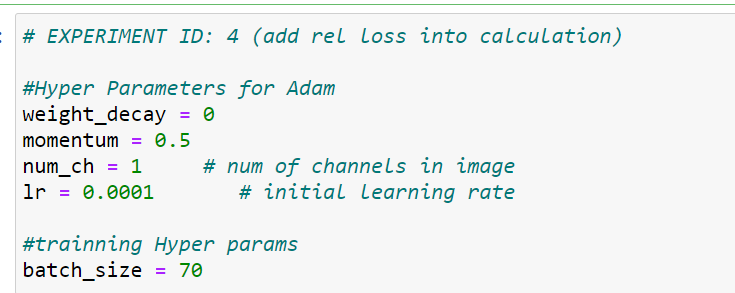 # EXPERIMENT ID: 4 (add rel loss into calculation)
#Hyper Parameters for Adam
weight_decay = 0
momentum = 0.5
num_ch = 1 # num of channels in image
lr = 0.0001 # initial learning rate
#trainning Hyper params
batch_size = 70